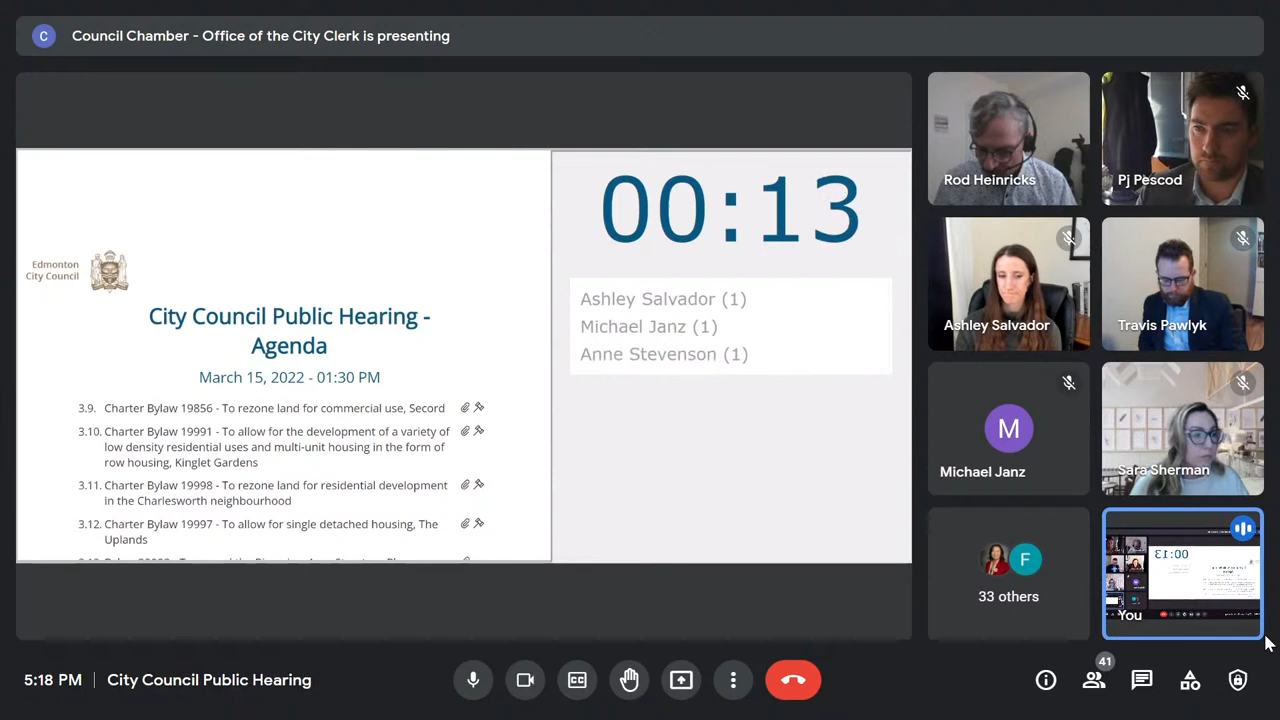 C
Council Chamber - Office of the City Clerk is presenting
Edmonton
City Council
City Council Public Hearing -
Agenda
March 15, 2022 - 01:30 PM
3.9. Charter Bylaw 19856 - To rezone land for commercial use, Secord
3.10. Charter Bylaw 19991 - To allow for the development of a variety of
low density residential uses and multi-unit housing in the form of
row housing, Kinglet Gardens
3.11. Charter Bylaw 19998 - To rezone land for residential development
in the Charlesworth neighbourhood
3.12. Charter Bylaw 19997 - To allow for single detached housing, The
Uplands
00:13
Ashley Salvador (1)
Michael Janz (1)
Anne Stevenson (1)
Rod Heinricks
Pj Pescod
Ashley Salvador
Travis Pawlyk
M
Michael Janz
Sara Sherman
F
33 others
00:13
You
5:18 PM
City Council Public Hearing
CC
41